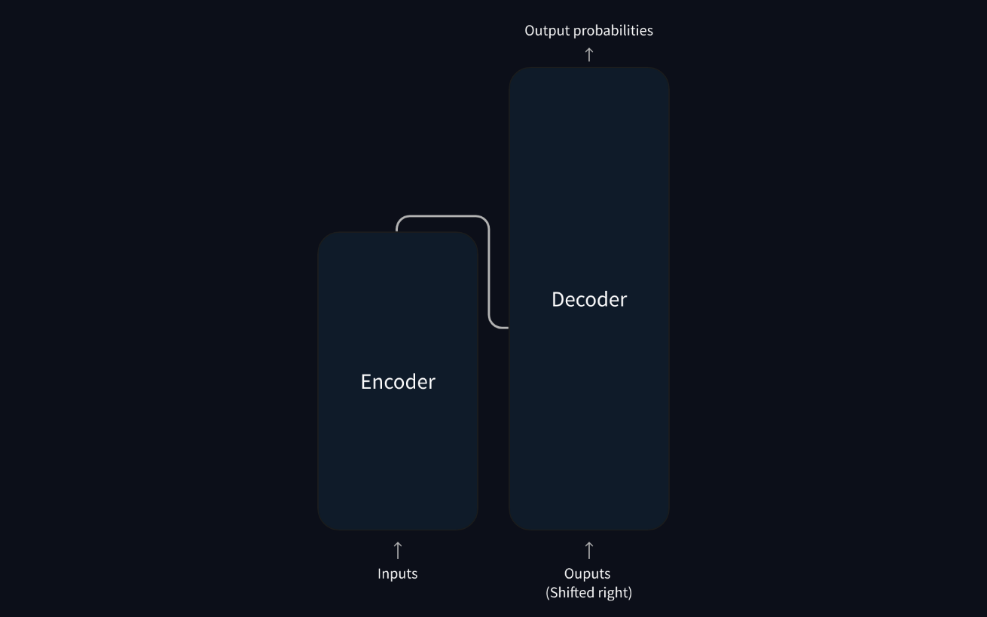 Output probabilities
Decoder
Encoder
Inputs
Ouputs
(Shifted right)